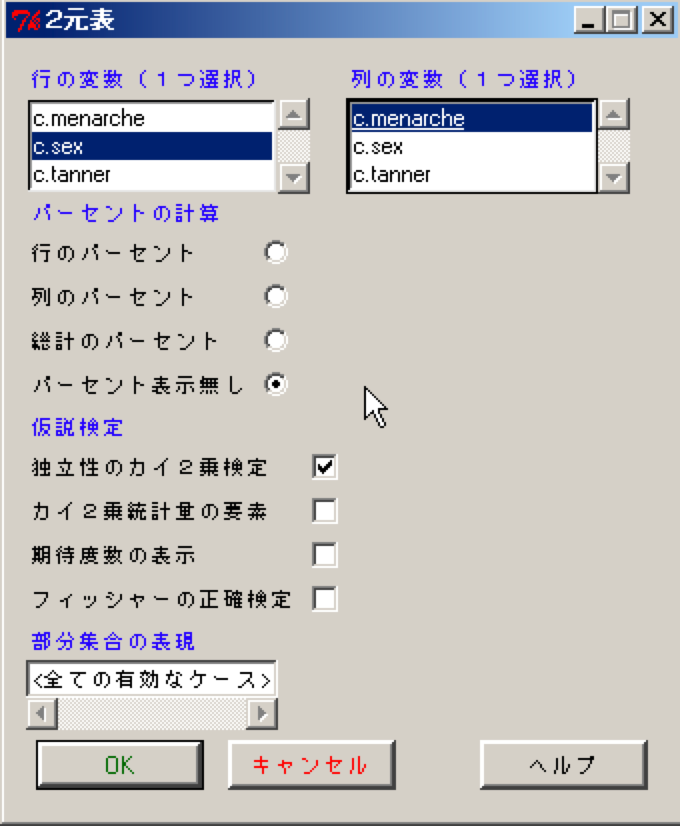 2元表
行の変数（１つ選択）
列の変数（１つ選択）
c.menarche
c.sex
c.tanner
c.menarche
c.sex
c.tanner
パーセントの計算
行のパーセント
列のパーセント
総計のパーセント
パーセント表示無し
仮説検定
独立性のカイ２乗検定
カイ２乗統計量の要素
期待度数の表示
フィッシャーの正確検定
部分集合の表現
<全ての有効なケース>
OK
キャンセル
ヘルプ